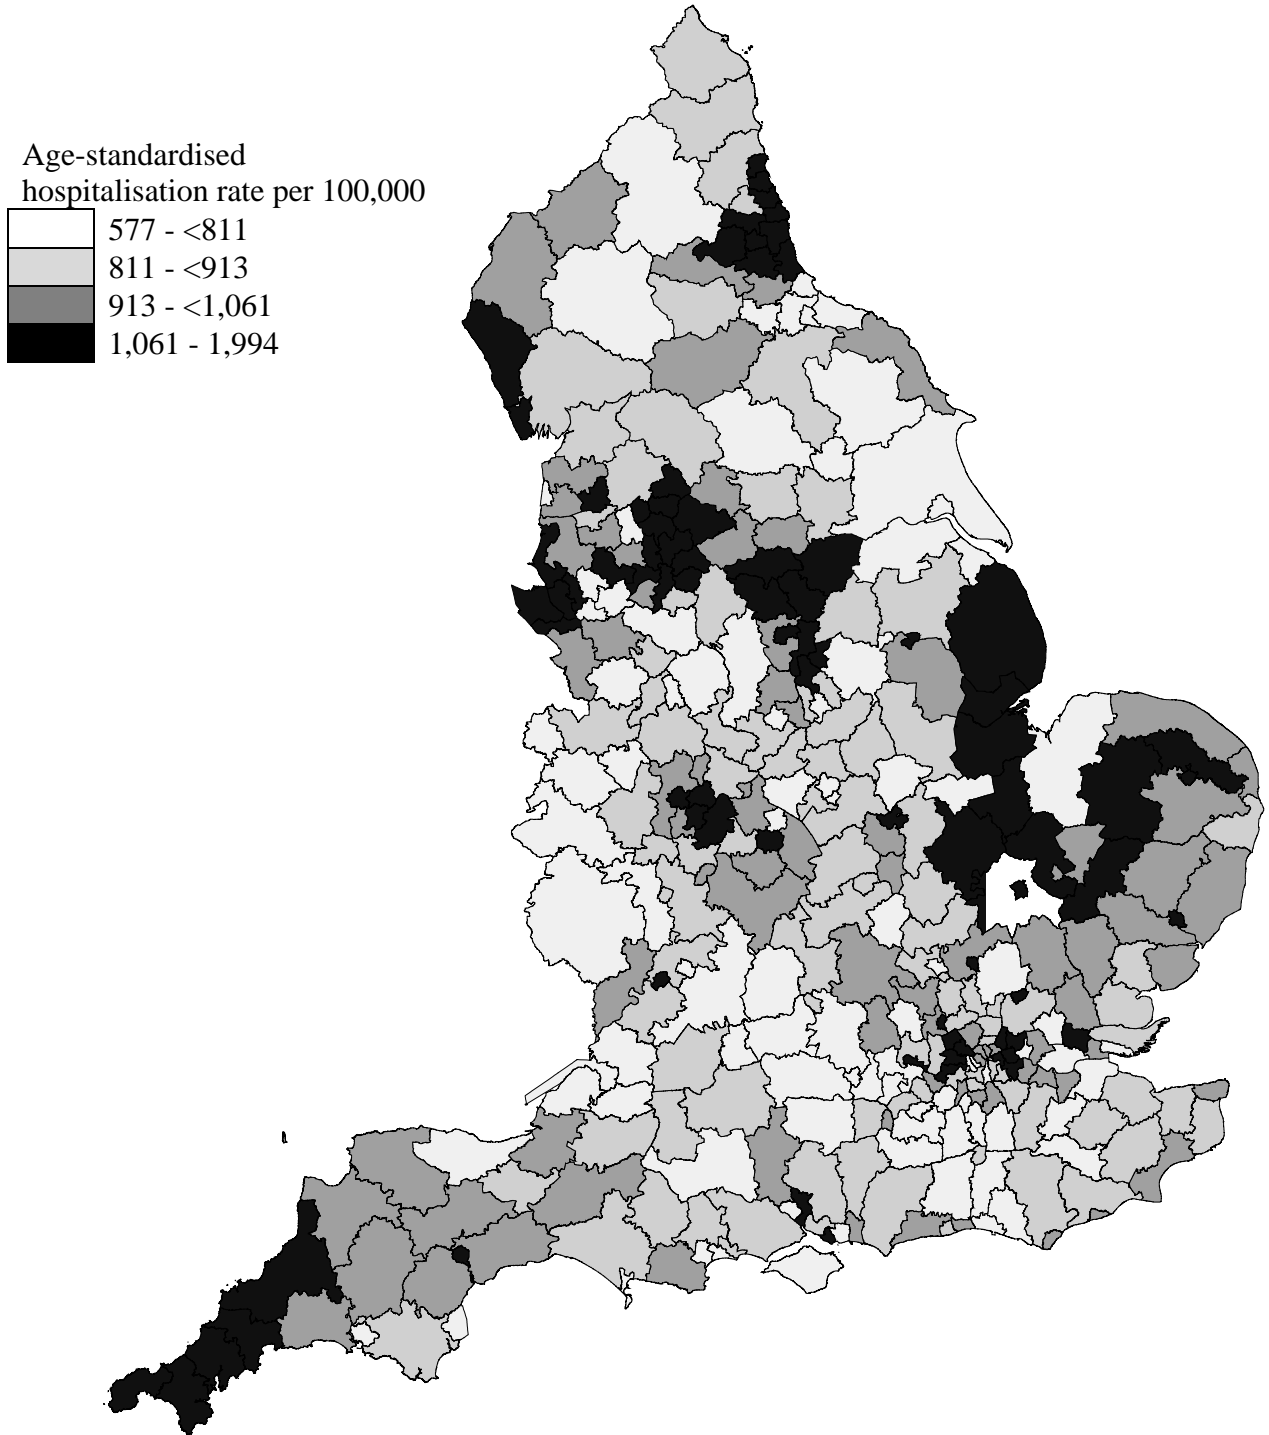 Age-standardised
hospitalisation rate per 100,000
577 - <811
811 - <913
913 - <1,061
1,061 - 1,994